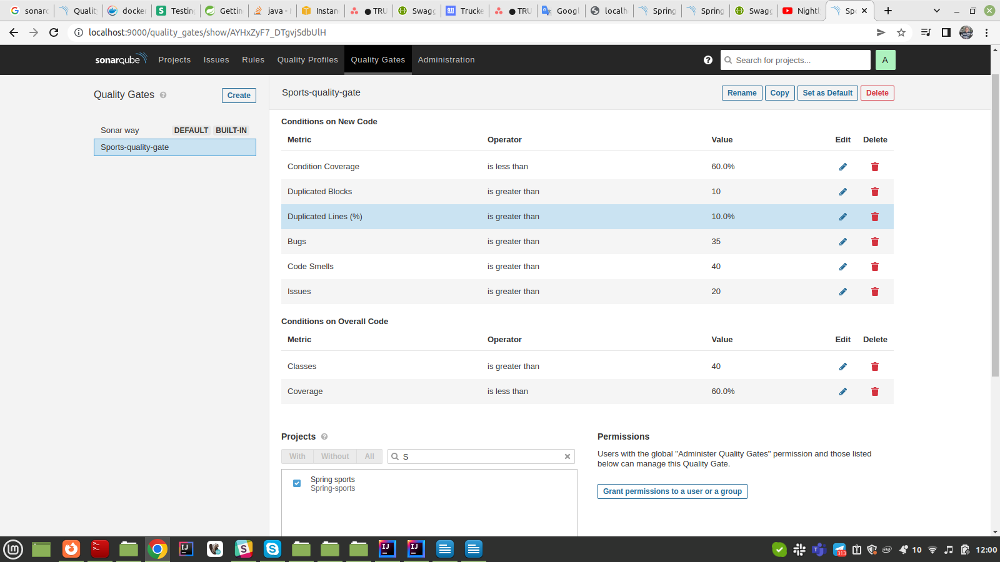 sonarc
Quality
docker
Testing
Gettin
java - M
Instanc
● TRU
Swagg
Trucke
● TRU
Googl
localh
Spring
Spring
Swagg
Nightl
Spo
localhost:9000/quality_gates/show/AYHxZyF7_DTgvjSdbUlH
sonarqube Projects Issues Rules Quality Profiles Quality Gates Administration Search for projects... A
Quality Gates Create
Sonar way DEFAULT BUILT-IN
Sports-quality-gate
Sports-quality-gate Rename Copy Set as Default Delete
Conditions on New Code
Metric Operator Value Edit Delete
Condition Coverage is less than 60.0%
Duplicated Blocks is greater than 10
Duplicated Lines (%) is greater than 10.0%
Bugs is greater than 35
Code Smells is greater than 40
Issues is greater than 20
Conditions on Overall Code
Metric Operator Value Edit Delete
Classes is greater than 40
Coverage is less than 60.0%
Projects
With Without All S
Spring sports
Spring-sports
Permissions
Users with the global "Administer Quality Gates" permission and those listed
below can manage this Quality Gate.
Grant permissions to a user or a group
313 10 12:00